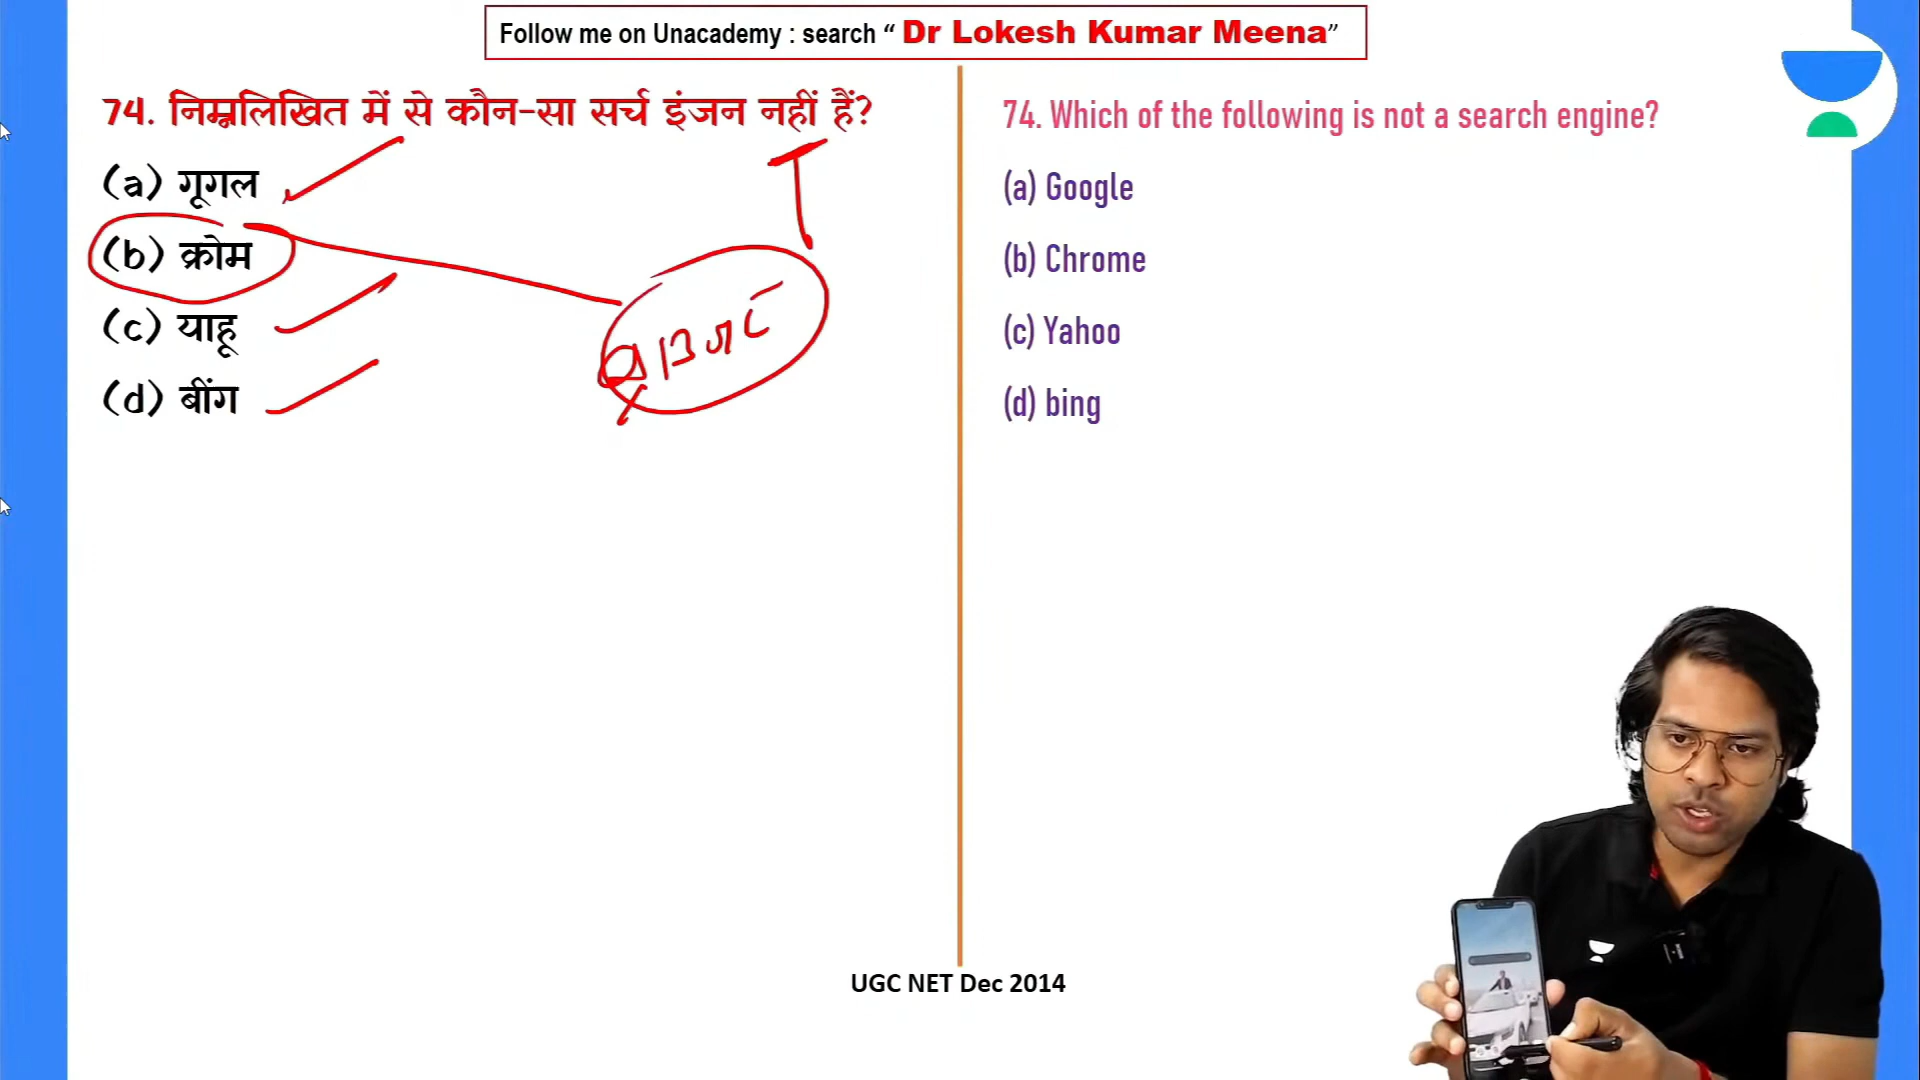 Follow me on Unacademy : search “ Dr Lokesh Kumar Meena”
74. निम्नलिखित में से कौन-सा सर्च इंजन नहीं हैं?
(a) गूगल
(b) क्रोम
(c) याहू
(d) बींग
74. Which of the following is not a search engine?
(a) Google
(b) Chrome
(c) Yahoo
(d) bing
UGC NET Dec 2014